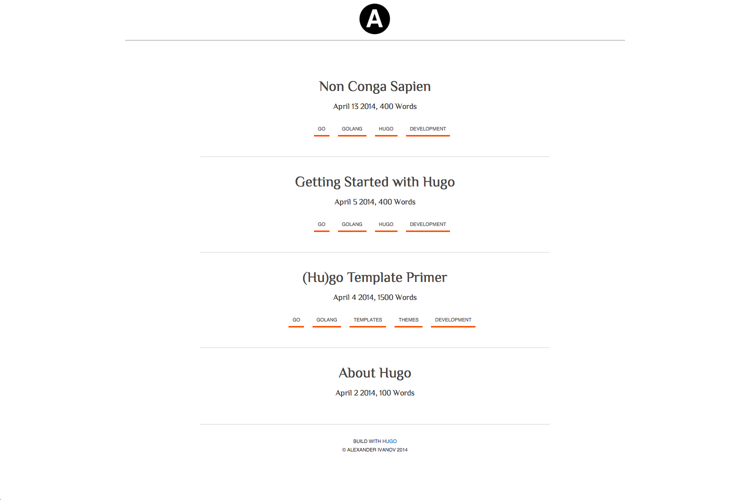 A
Non Conga Sapien
April 13 2014, 400 Words
GO GOLANG HUGO DEVELOPMENT
Getting Started with Hugo
April 5 2014, 400 Words
GO GOLANG HUGO DEVELOPMENT
(Hu)go Template Primer
April 4 2014, 1500 Words
GO GOLANG TEMPLATES THEMES DEVELOPMENT
About Hugo
April 2 2014, 100 Words
BUILD WITH HUGO
© ALEXANDER IVANOV 2014